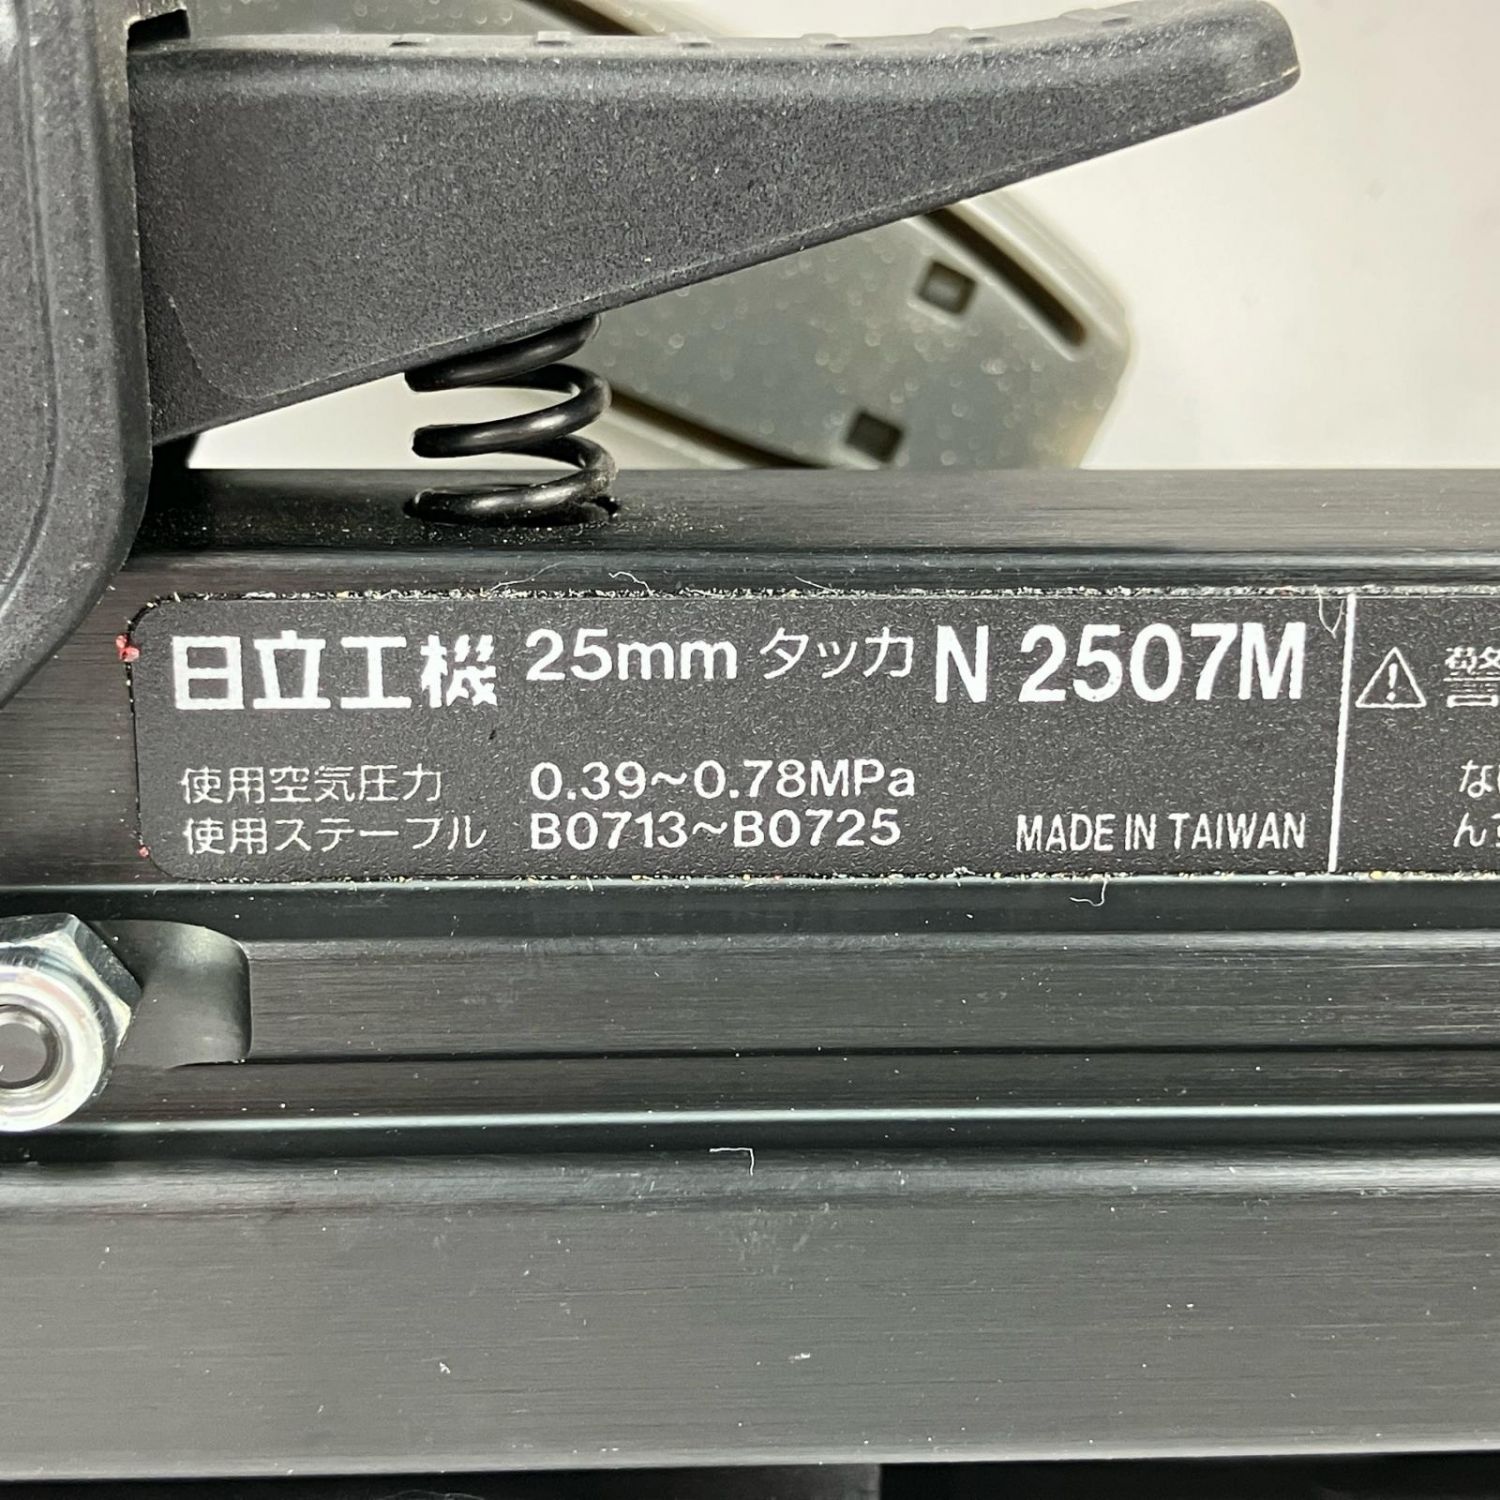 日立工機 25mm タッカ N 2507M
使用空気圧力 0.39~0.78MPa
使用ステープル B0713~B0725 MADE IN TAIWAN
警